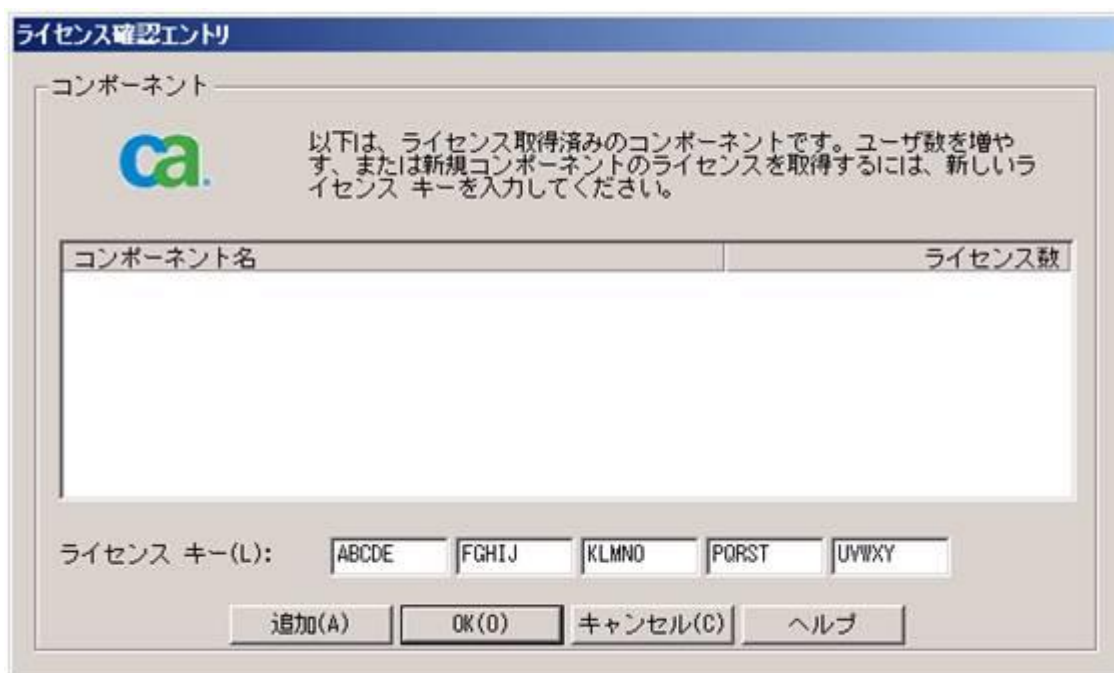 ライセンス確認エントリ
コンポーネント
ca.
以下は、ライセンス取得済みのコンポーネントです。ユーザ数を増や
す、または新規コンポーネントのライセンスを取得するには、新しいラ
イセンス キーを入力してください。
コンポーネント名 ライセンス数
ライセンス キー(L): ABCDE FGHIJ KLMNO PQRST UVWXY
追加(A) OK(O) キャンセル(C) ヘルプ